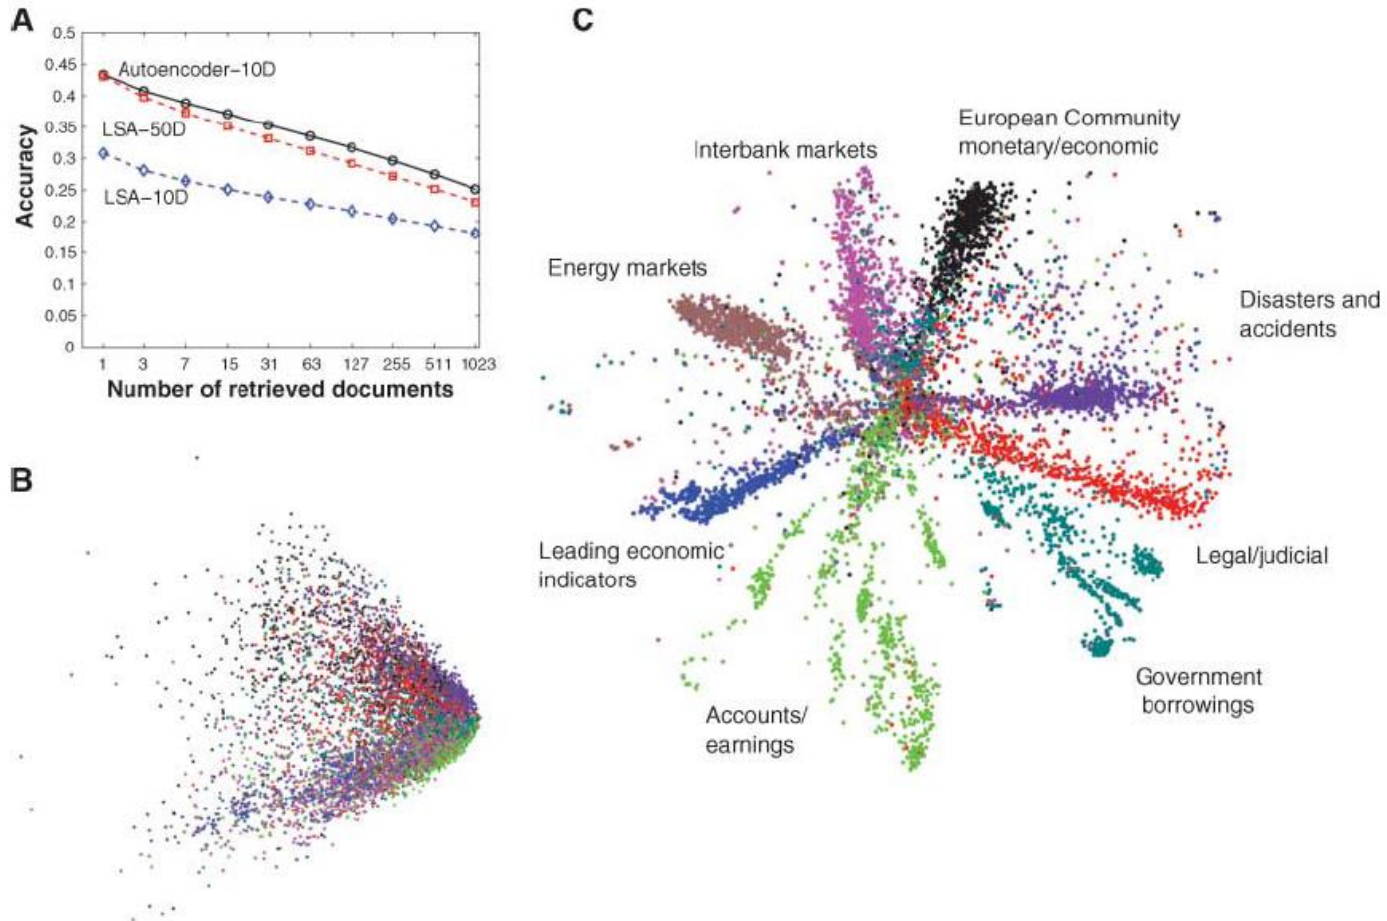 A
0.5
0.45
0.4
0.35
0.3
0.25
0.2
0.15
0.1
0.05
0
Accuracy
Autoencoder-10D
LSA-50D
LSA-10D
1 3 7 15 31 63 127 255 511 1023
Number of retrieved documents
B
C
European Community
monetary/economic
Interbank markets
Energy markets
Disasters and
accidents
Leading economic
indicators
Legal/judicial
Government
borrowings
Accounts/
earnings